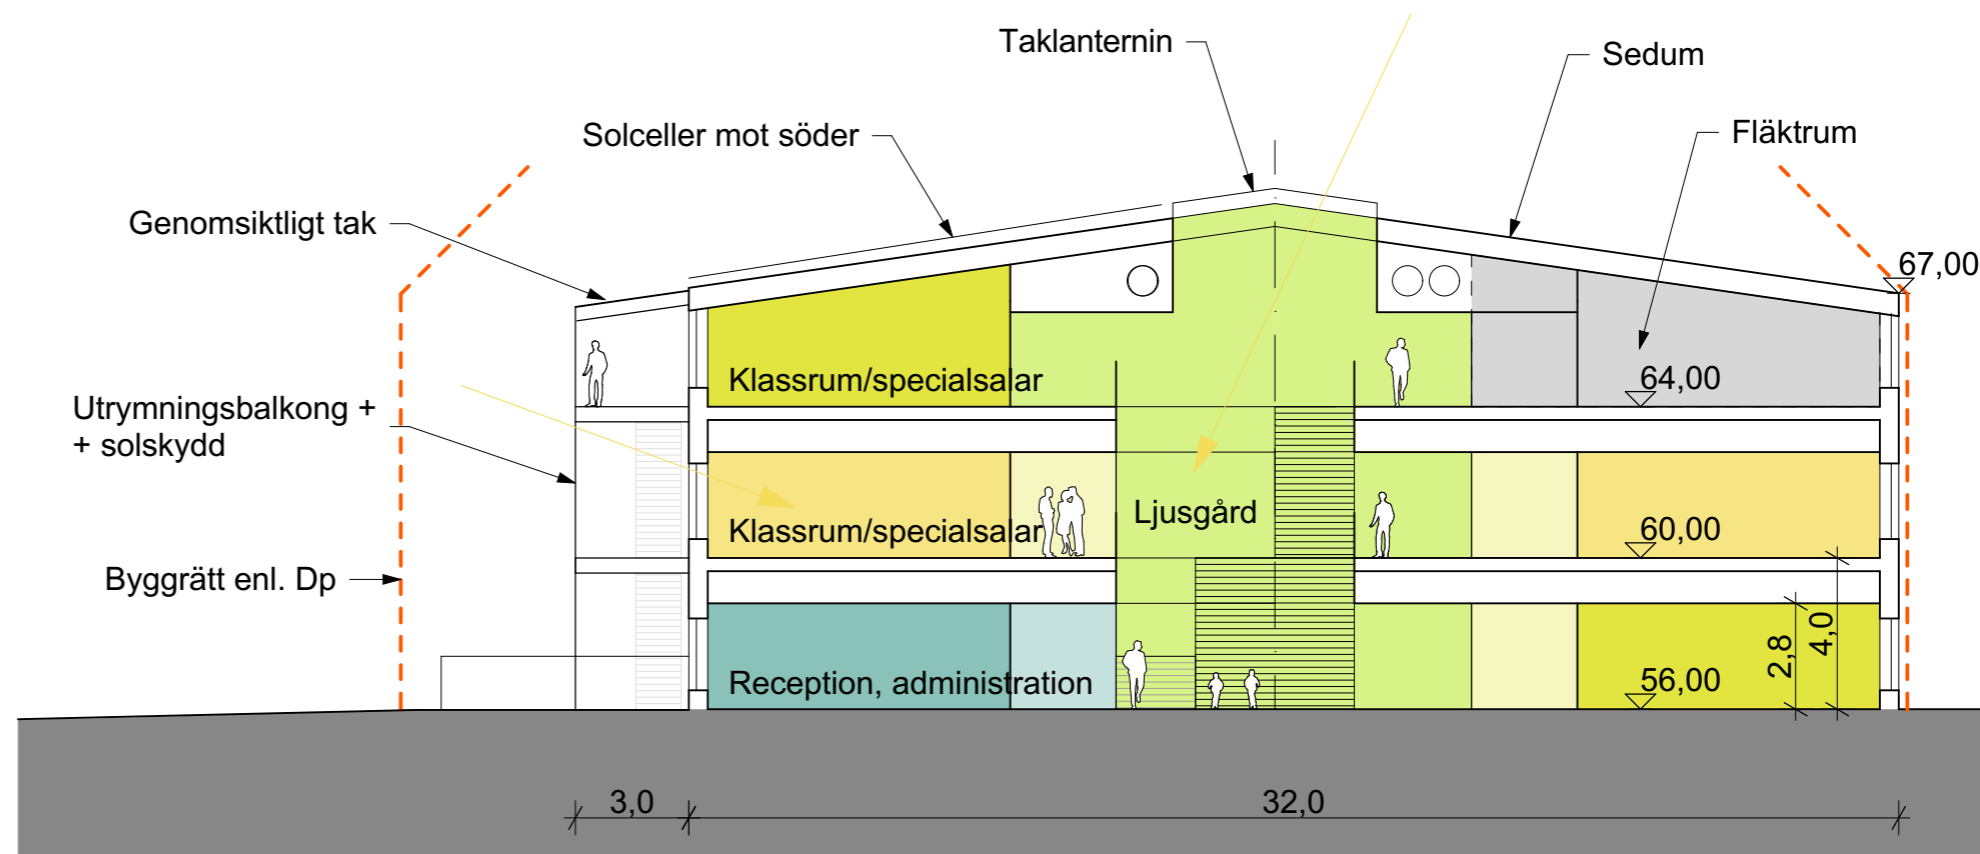 Taklanternin
Sedum
Solceller mot söder
Fläktrum
Genomsiktligt tak
67,00
Klassrum/specialsalar
64,00
Utrymningsbalkong +
+ solskydd
Klassrum/specialsalar
Ljusgård
60,00
Byggrätt enl. Dp
2,8
4,0
Reception, administration
56,00
3,0
32,0